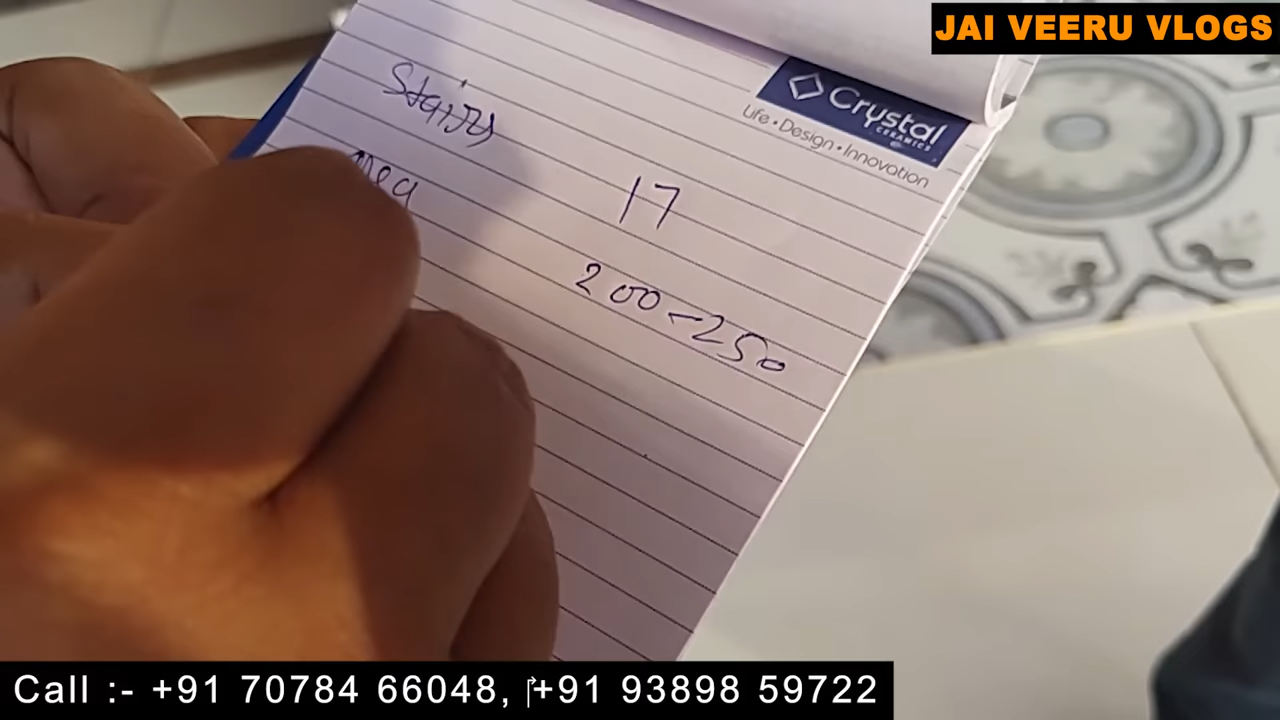 JAI VEERU VLOGS
Crystal
CERAMICS
Life • Design • Innovation
Stairs
17
Area
200-250
Call :- +91 70784 66048, +91 93898 59722